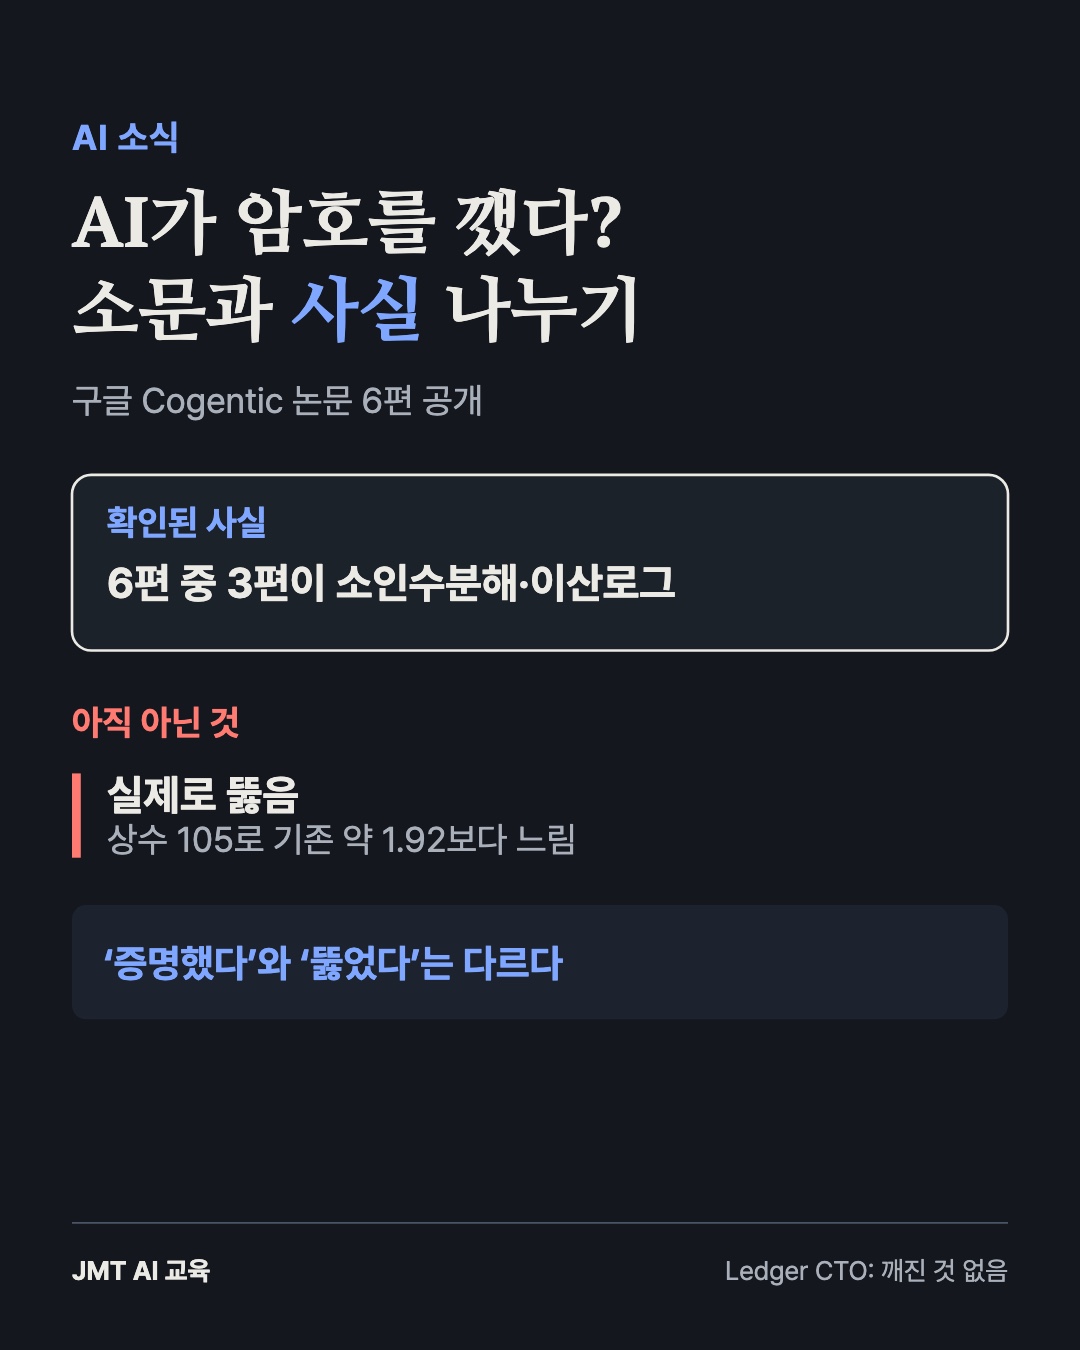 AI 소식
AI가 암호를 깼다?
소문과 사실 나누기
구글 Cogentic 논문 6편 공개
확인된 사실
6편 중 3편이 소인수분해·이산로그
아직 아닌 것
실제로 뚫음
상수 105로 기존 약 1.92보다 느림
‘증명했다’와 ‘뚫었다’는 다르다
JMT AI 교육
Ledger CTO: 깨진 것 없음